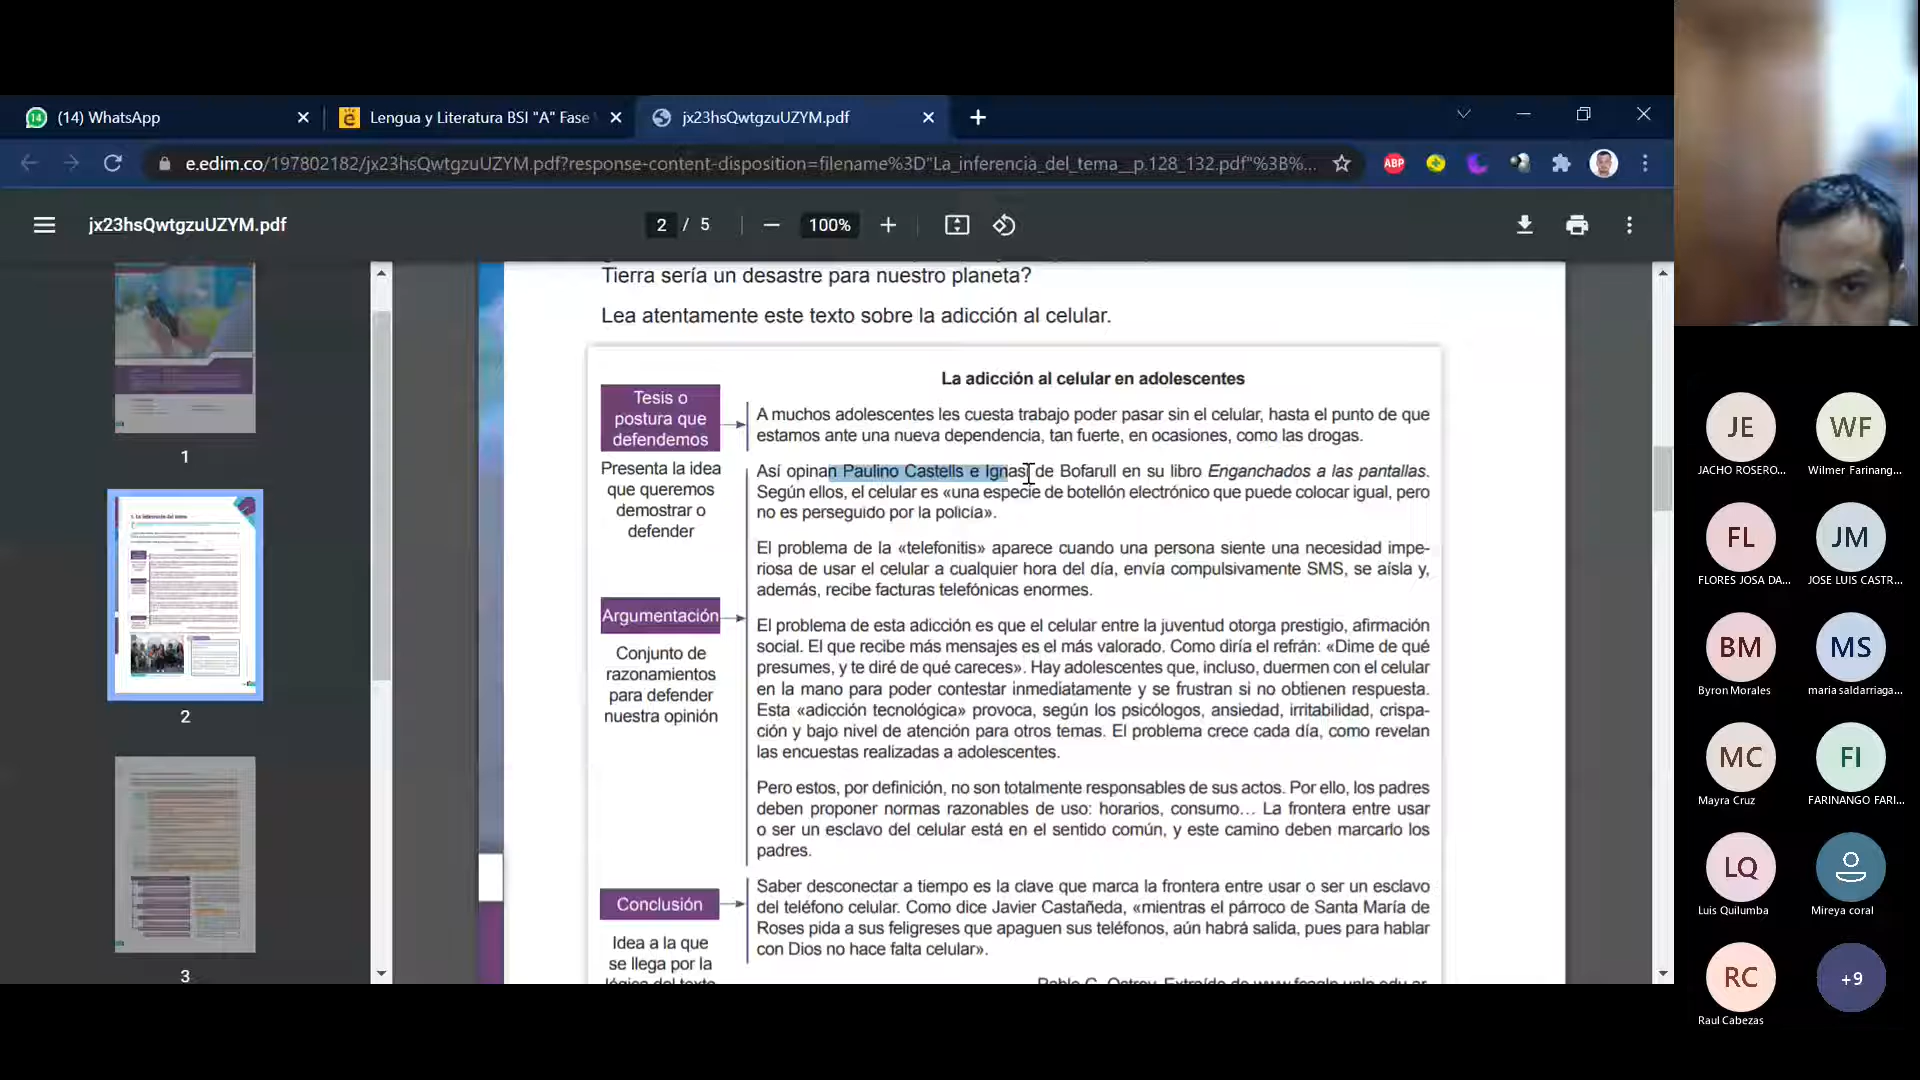 (14) WhatsApp
Lengua y Literatura BSI "A" Fase
jx23hsQwtgzuUZYM.pdf
e.edim.co/197802182/jx23hsQwtgzuUZYM.pdf?response-content-disposition=filename%3D"La_inferencia_del_tema__p.128_132.pdf"%3B%...
ABP
jx23hsQwtgzuUZYM.pdf
2 / 5
100%
1
2
3
Tierra sería un desastre para nuestro planeta?
Lea atentamente este texto sobre la adicción al celular.
La adicción al celular en adolescentes
Tesis o
postura que
defendemos
Presenta la idea
que queremos
demostrar o
defender
A muchos adolescentes les cuesta trabajo poder pasar sin el celular, hasta el punto de que
estamos ante una nueva dependencia, tan fuerte, en ocasiones, como las drogas.
Así opinan Paulino Castells e Ignasi de Bofarull en su libro Enganchados a las pantallas.
Según ellos, el celular es «una especie de botellón electrónico que puede colocar igual, pero
no es perseguido por la policía».
El problema de la «telefonitis» aparece cuando una persona siente una necesidad impe-
riosa de usar el celular a cualquier hora del día, envía compulsivamente SMS, se aísla y,
además, recibe facturas telefónicas enormes.
Argumentación
Conjunto de
razonamientos
para defender
nuestra opinión
El problema de esta adicción es que el celular entre la juventud otorga prestigio, afirmación
social. El que recibe más mensajes es el más valorado. Como diría el refrán: «Dime de qué
presumes, y te diré de qué careces». Hay adolescentes que, incluso, duermen con el celular
en la mano para poder contestar inmediatamente y se frustran si no obtienen respuesta.
Esta «adicción tecnológica» provoca, según los psicólogos, ansiedad, irritabilidad, crispa-
ción y bajo nivel de atención para otros temas. El problema crece cada día, como revelan
las encuestas realizadas a adolescentes.
Pero estos, por definición, no son totalmente responsables de sus actos. Por ello, los padres
deben proponer normas razonables de uso: horarios, consumo… La frontera entre usar
o ser un esclavo del celular está en el sentido común, y este camino deben marcarlo los
padres.
Conclusión
Idea a la que
se llega por la
lógica del texto
Saber desconectar a tiempo es la clave que marca la frontera entre usar o ser un esclavo
del teléfono celular. Como dice Javier Castañeda, «mientras el párroco de Santa María de
Roses pida a sus feligreses que apaguen sus teléfonos, aún habrá salida, pues para hablar
con Dios no hace falta celular».
JE
JACHO ROSERO...
WF
Wilmer Farinang...
FL
FLORES JOSA DA...
JM
JOSE LUIS CASTR...
BM
Byron Morales
MS
maria saldarriaga...
MC
Mayra Cruz
FI
FARINANGO FARI...
LQ
Luis Quilumba
Mireya coral
RC
Raul Cabezas
+9